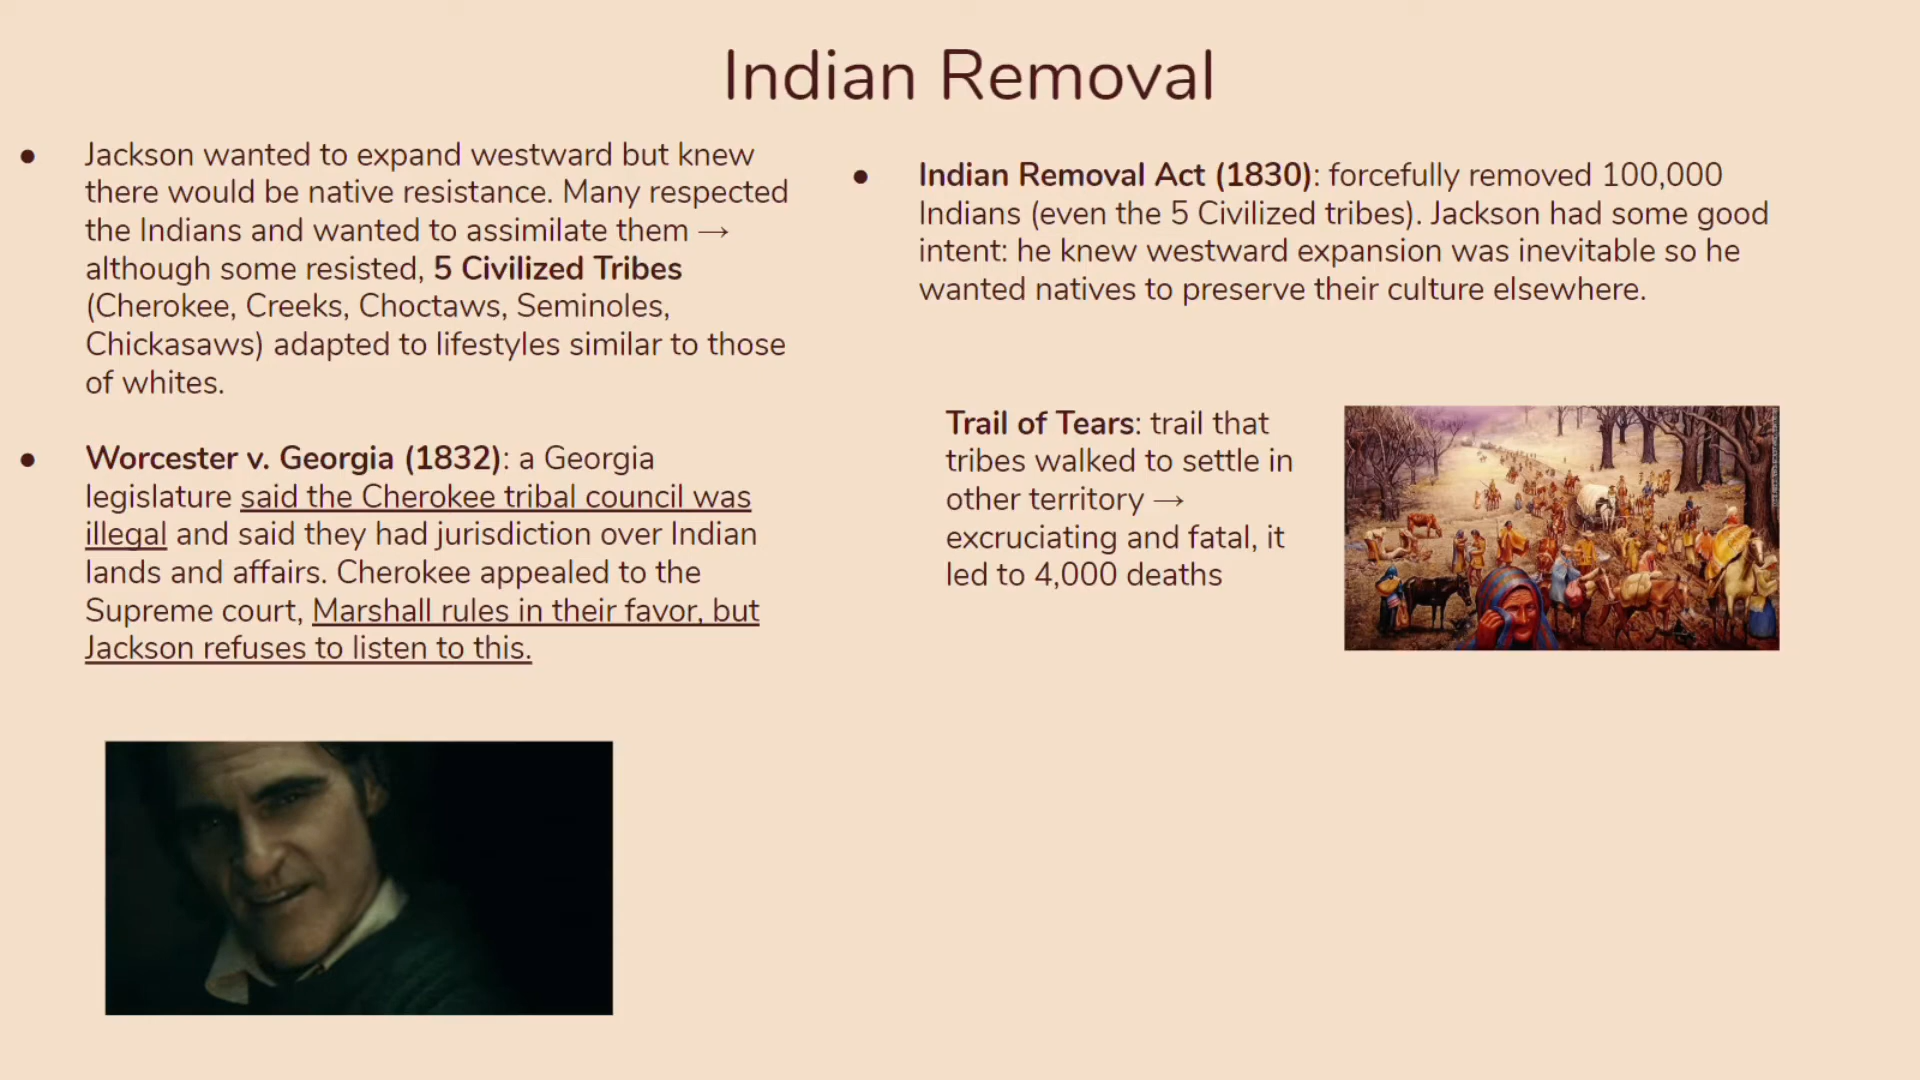 Indian Removal
● Jackson wanted to expand westward but knew
there would be native resistance. Many respected
the Indians and wanted to assimilate them →
although some resisted, 5 Civilized Tribes
(Cherokee, Creeks, Choctaws, Seminoles,
Chickasaws) adapted to lifestyles similar to those
of whites.
● Worcester v. Georgia (1832): a Georgia
legislature said the Cherokee tribal council was
illegal and said they had jurisdiction over Indian
lands and affairs. Cherokee appealed to the
Supreme court, Marshall rules in their favor, but
Jackson refuses to listen to this.
● Indian Removal Act (1830): forcefully removed 100,000
Indians (even the 5 Civilized tribes). Jackson had some good
intent: he knew westward expansion was inevitable so he
wanted natives to preserve their culture elsewhere.
Trail of Tears: trail that
tribes walked to settle in
other territory →
excruciating and fatal, it
led to 4,000 deaths